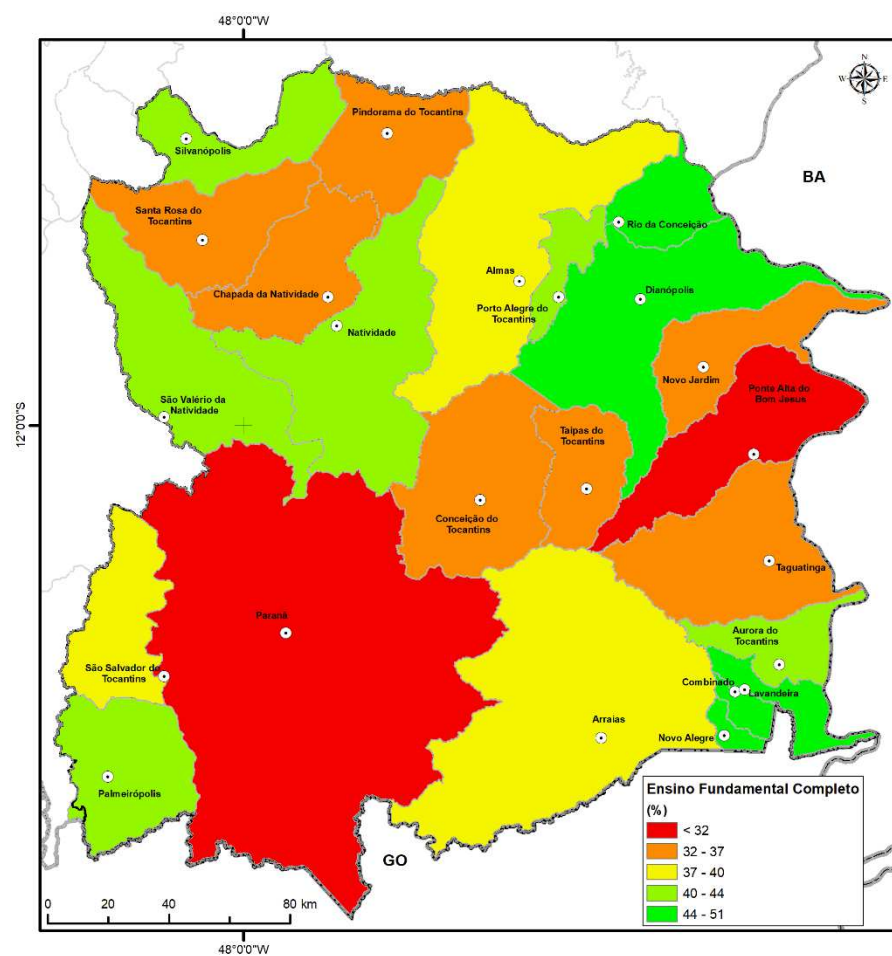 48°0'0"W
N
W E
S
Pindorama do Tocantins
Silvanópolis
BA
Santa Rosa do
Tocantins
Rio da Conceição
Almas
Chapada da Natividade
Dianópolis
Porto Alegre do
Tocantins
Natividade
Novo Jardim
Ponte Alta do
Bom Jesus
São Valério da
Natividade
12°0'0"S
Taipas do
Tocantins
Conceição do
Tocantins
Taguatinga
Paranã
Aurora do
Tocantins
São Salvador do
Tocantins
Combinado
Lavandeira
Arraias
Novo Alegre
Palmeirópolis
GO
Ensino Fundamental Completo
(%)
< 32
32 - 37
37 - 40
40 - 44
44 - 51
0 20 40 60 80 km
48°0'0"W